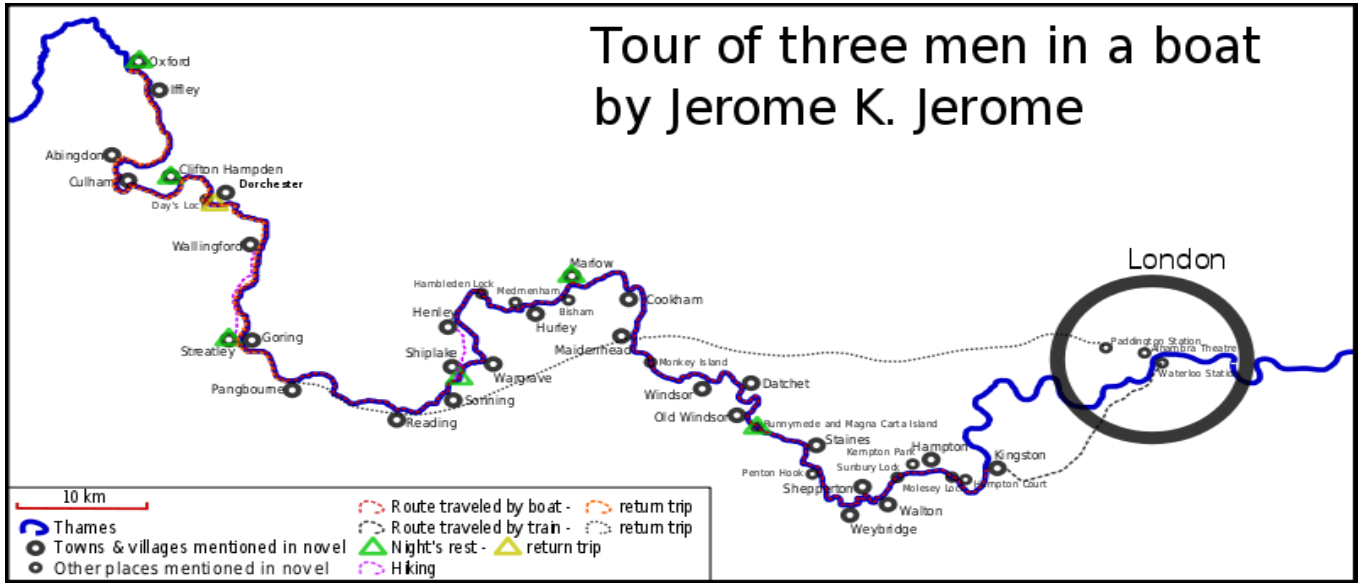 Tour of three men in a boat
by Jerome K. Jerome
Oxford
Iffley
Abingdon
Clifton Hampden
Culham
Dorchester
Day's Loc
Wallingford
Streatley
Goring
Pangbourne
Reading
Sonning
Shiplake
Wargrave
Henley
Hambleden Lock
Medmenham
Marlow
Bisham
Hurley
Cookham
Maidenhead
Monkey Island
Windsor
Datchet
Old Windsor
Runnymede and Magna Carta Island
Staines
Penton Hook
Shepperton
Weybridge
Walton
Sunbury Lock
Kempton Park
Hampton
Molesey Lock
Hampton Court
Kingston
London
Paddington Station
Alhambra Theatre
Waterloo Station
10 km
Thames
Towns & villages mentioned in novel
Other places mentioned in novel
Route traveled by boat - return trip
Route traveled by train - return trip
Night's rest - return trip
Hiking